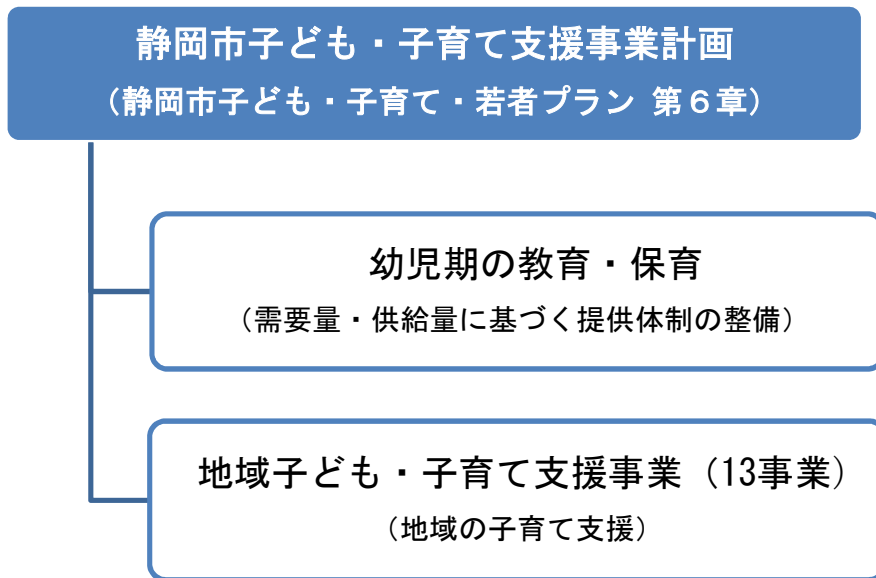 静岡市子ども・子育て支援事業計画
（静岡市子ども・子育て・若者プラン 第６章）
幼児期の教育・保育
（需要量・供給量に基づく提供体制の整備）
地域子ども・子育て支援事業（13事業）
（地域の子育て支援）